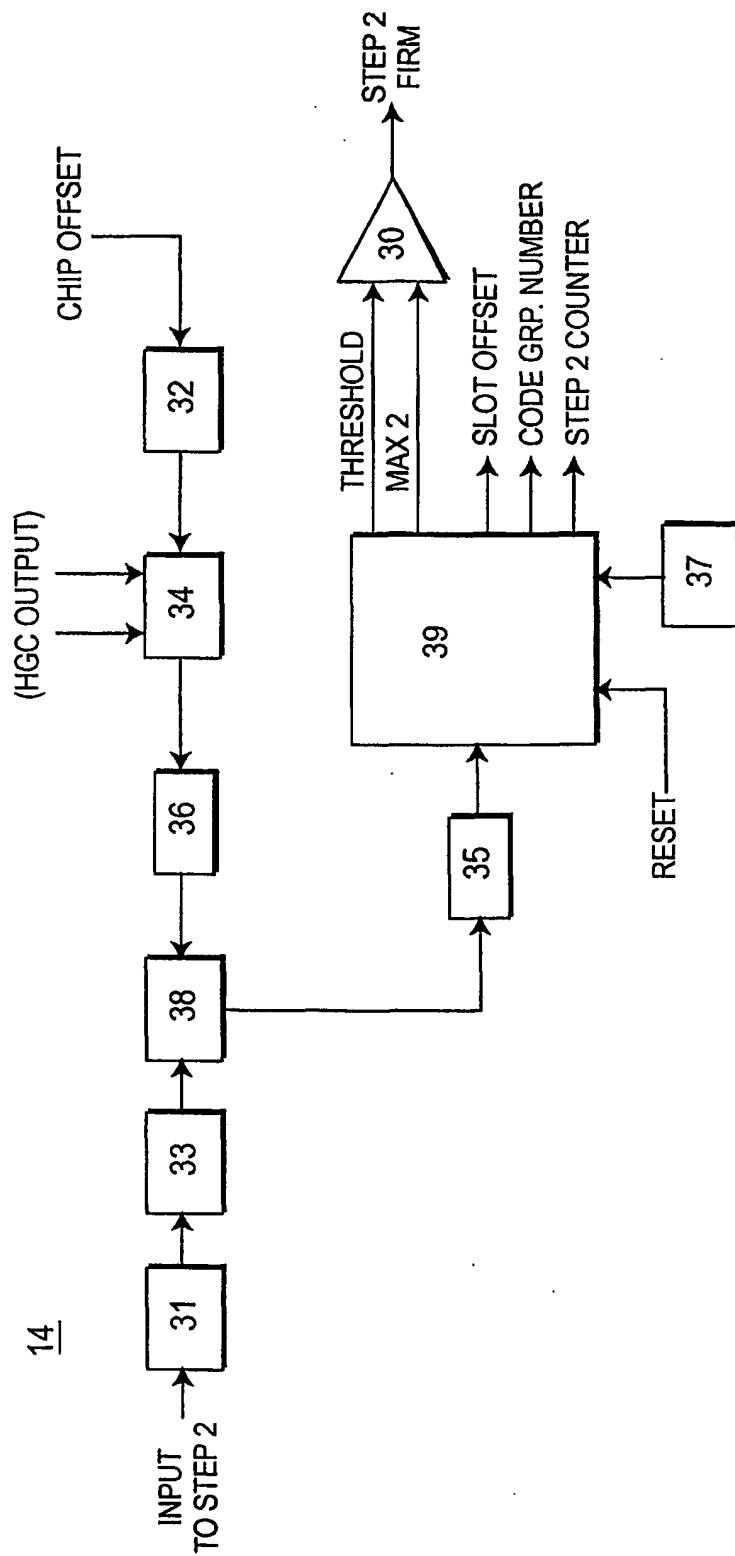 14
INPUT
TO STEP 2
31
33
38
36
34
32
(HGC OUTPUT)
CHIP OFFSET
35
39
RESET
37
THRESHOLD
MAX 2
30
STEP 2
FIRM
SLOT OFFSET
CODE GRP. NUMBER
STEP 2 COUNTER